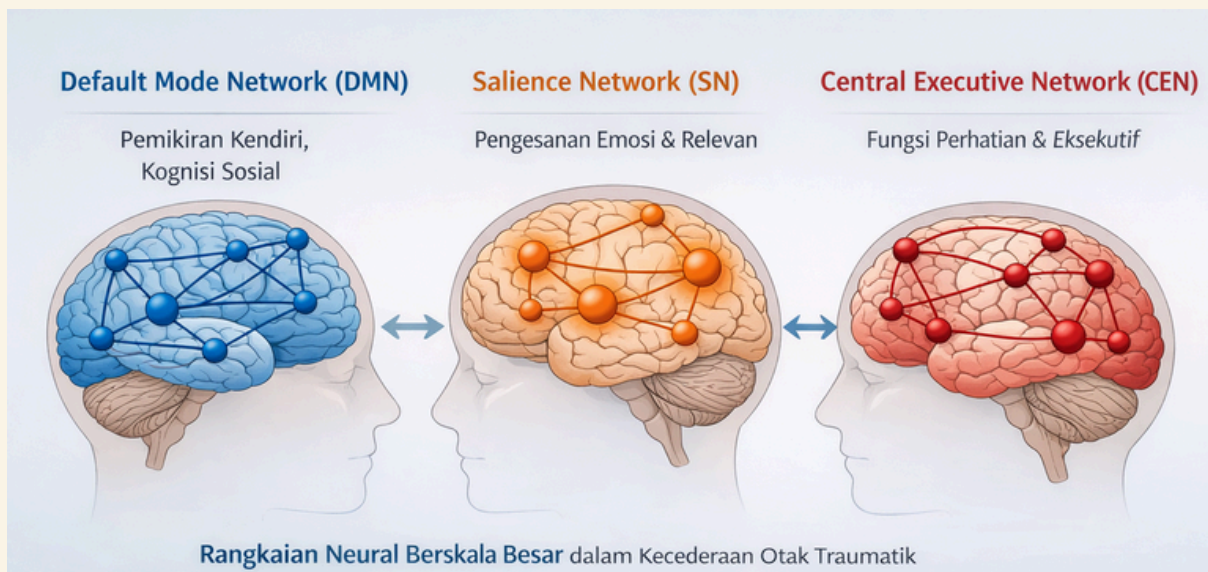 Default Mode Network (DMN)
Pemikiran Kendiri,
Kognisi Sosial
Salience Network (SN)
Pengesanan Emosi & Relevan
Central Executive Network (CEN)
Fungsi Perhatian & Eksekutif
Rangkaian Neural Berskala Besar dalam Kecederaan Otak Traumatik